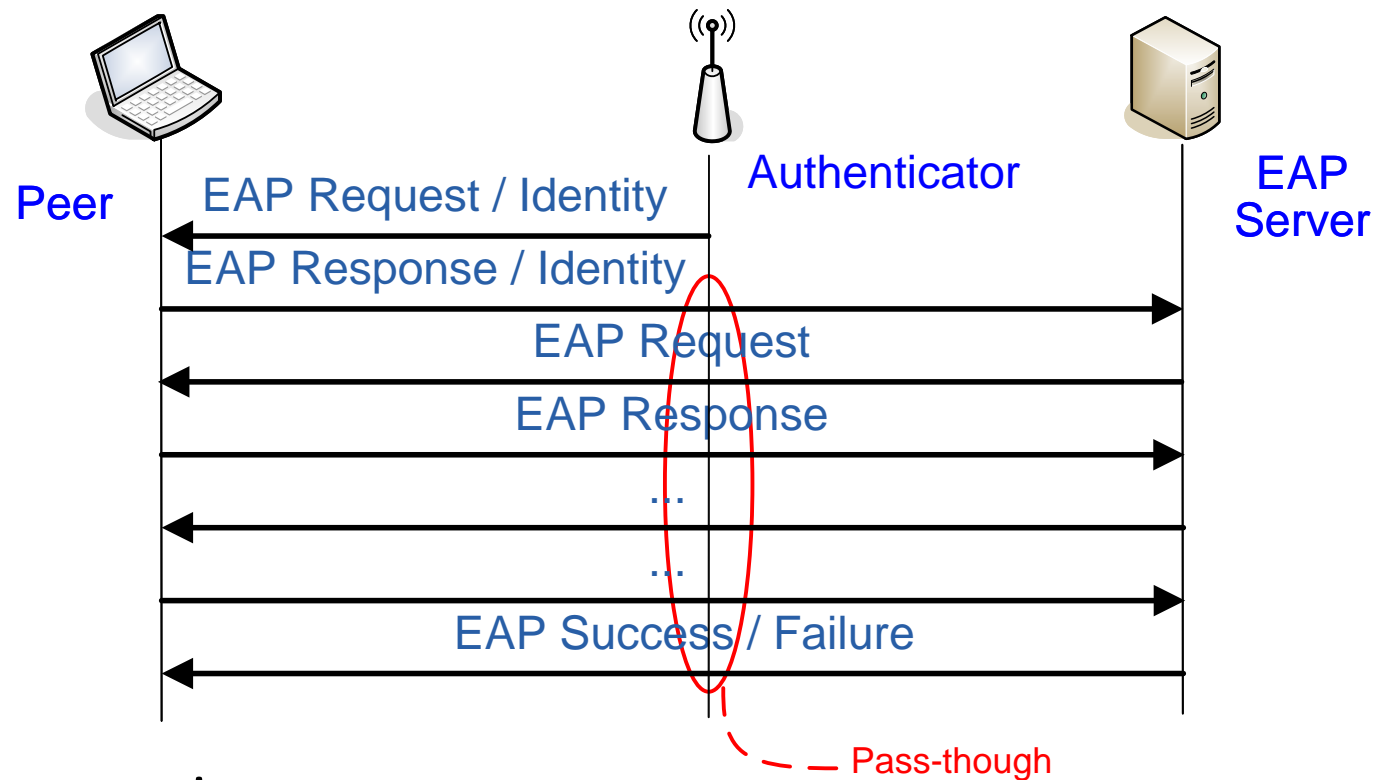 Authenticator
EAP
Server
Peer
EAP Request / Identity
EAP Response / Identity
EAP Request
EAP Response
...
...
EAP Success / Failure
Pass-though